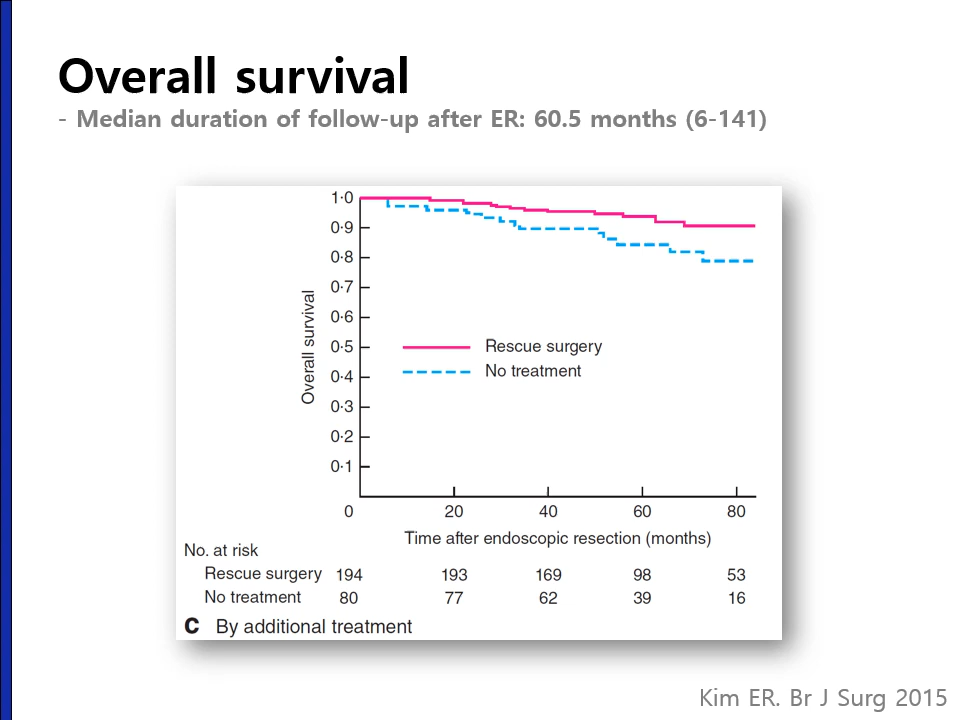 Overall survival
- Median duration of follow-up after ER: 60.5 months (6-141)
1·0
0·9
0·8
0·7
0·6
0·5
0·4
0·3
0·2
0·1
Overall survival
Rescue surgery
No treatment
0 20 40 60 80
Time after endoscopic resection (months)
No. at risk
Rescue surgery 194 193 169 98 53
No treatment 80 77 62 39 16
C By additional treatment
Kim ER. Br J Surg 2015